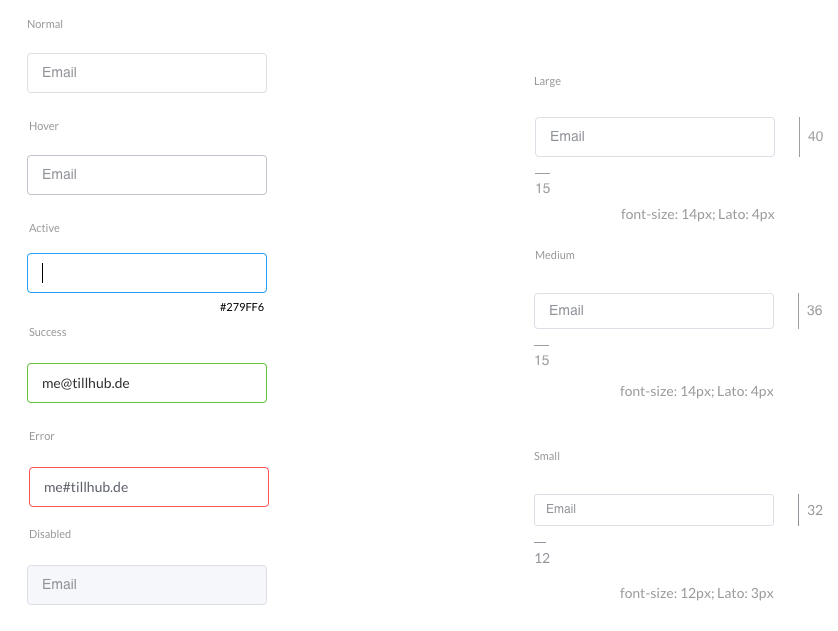 Normal
Email
Hover
Email
Active
#279FF6
Success
me@tillhub.de
Error
me#tillhub.de
Disabled
Email
Large
Email
40
15
font-size: 14px; Lato: 4px
Medium
Email
36
15
font-size: 14px; Lato: 4px
Small
Email
32
12
font-size: 12px; Lato: 3px